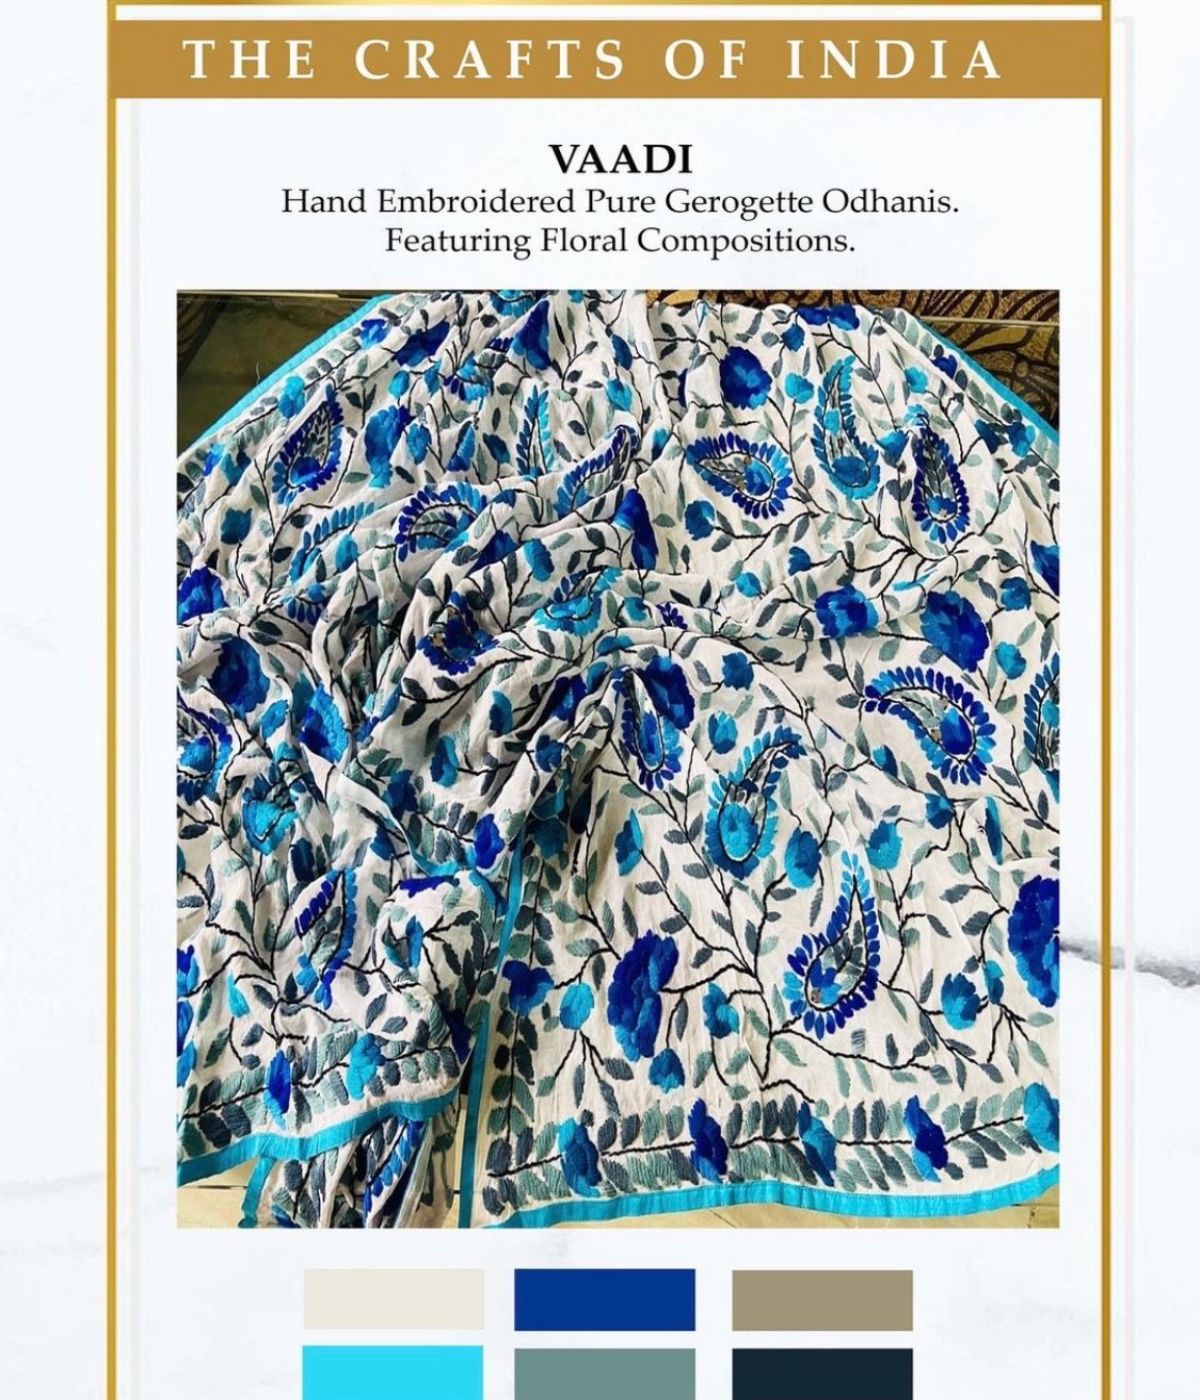 THE CRAFTS OF INDIA
VAADI
Hand Embroidered Pure Gerogette Odhanis.
Featuring Floral Compositions.